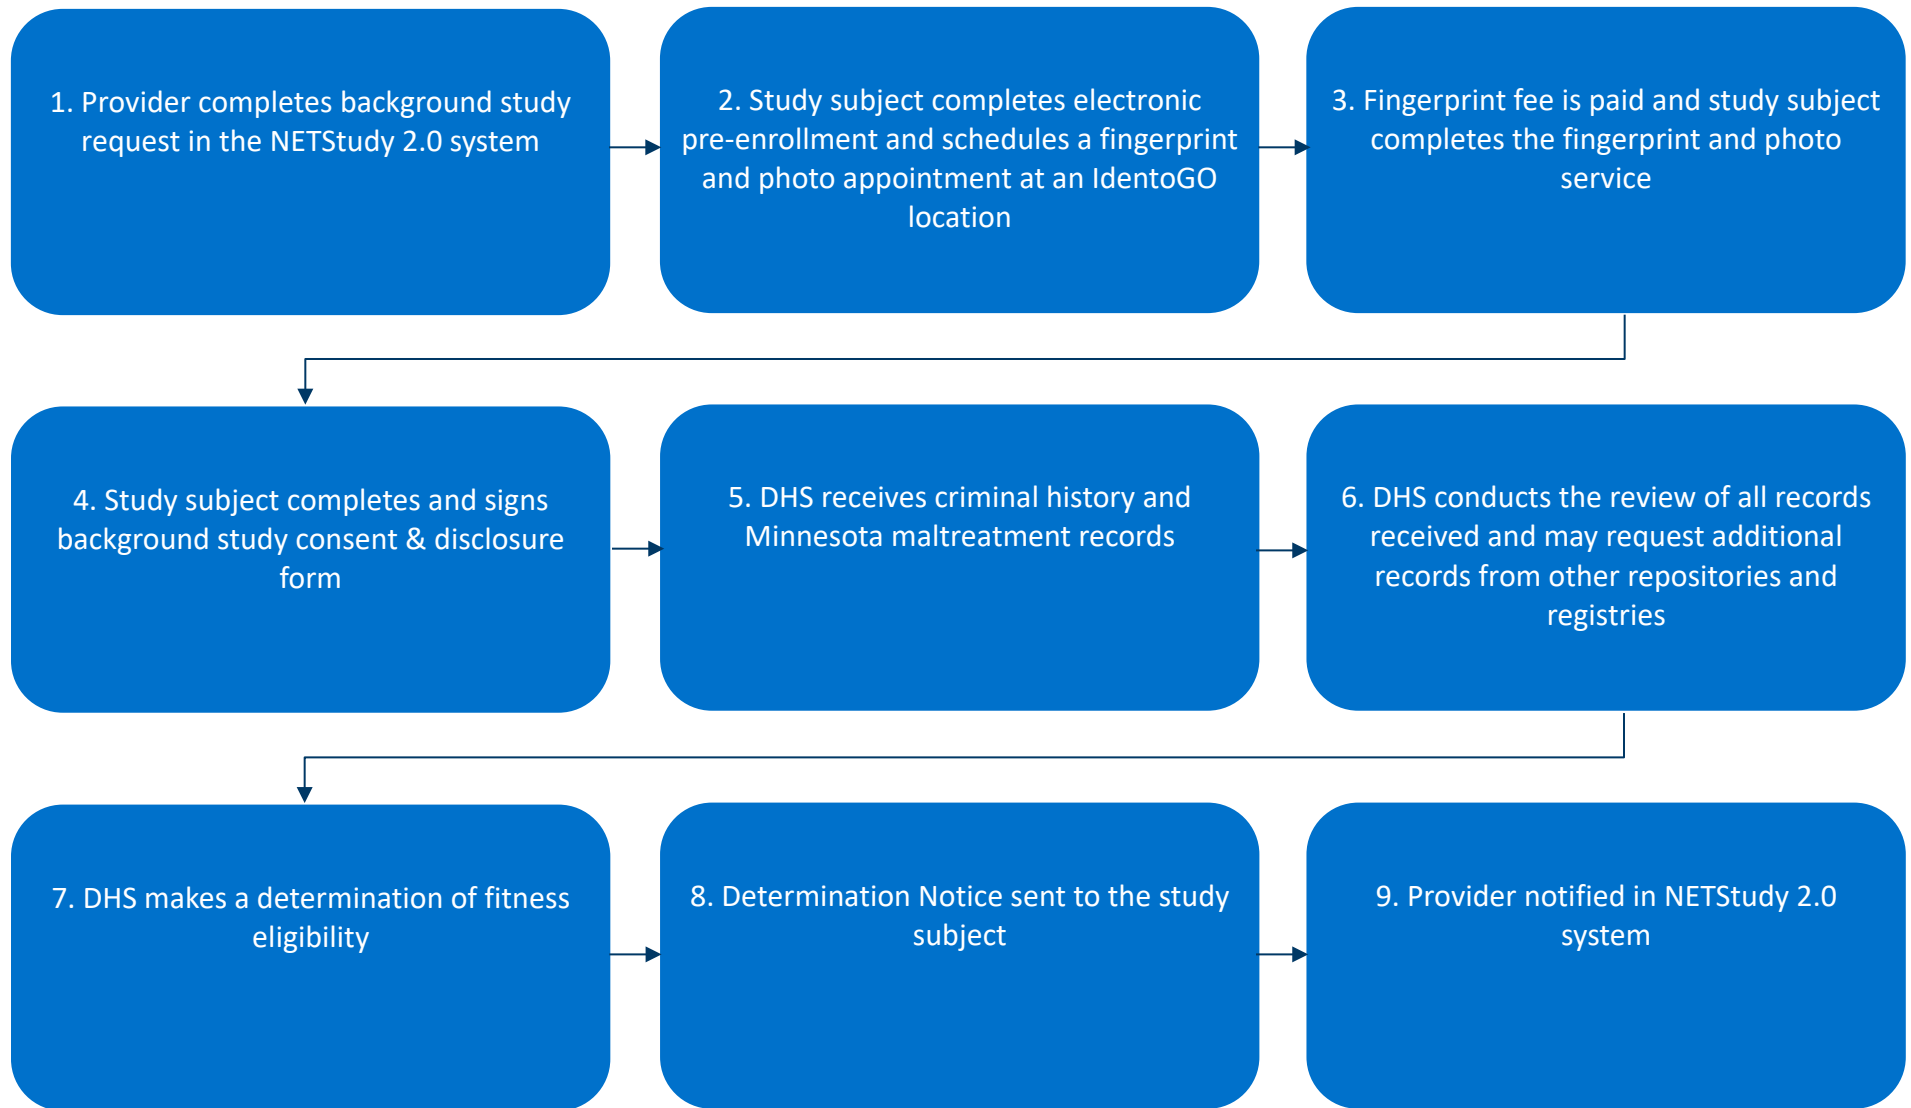 1. Provider completes background study
request in the NETStudy 2.0 system
2. Study subject completes electronic
pre-enrollment and schedules a fingerprint
and photo appointment at an IdentoGO
location
3. Fingerprint fee is paid and study subject
completes the fingerprint and photo
service
4. Study subject completes and signs
background study consent & disclosure
form
5. DHS receives criminal history and
Minnesota maltreatment records
6. DHS conducts the review of all records
received and may request additional
records from other repositories and
registries
7. DHS makes a determination of fitness
eligibility
8. Determination Notice sent to the study
subject
9. Provider notified in NETStudy 2.0
system